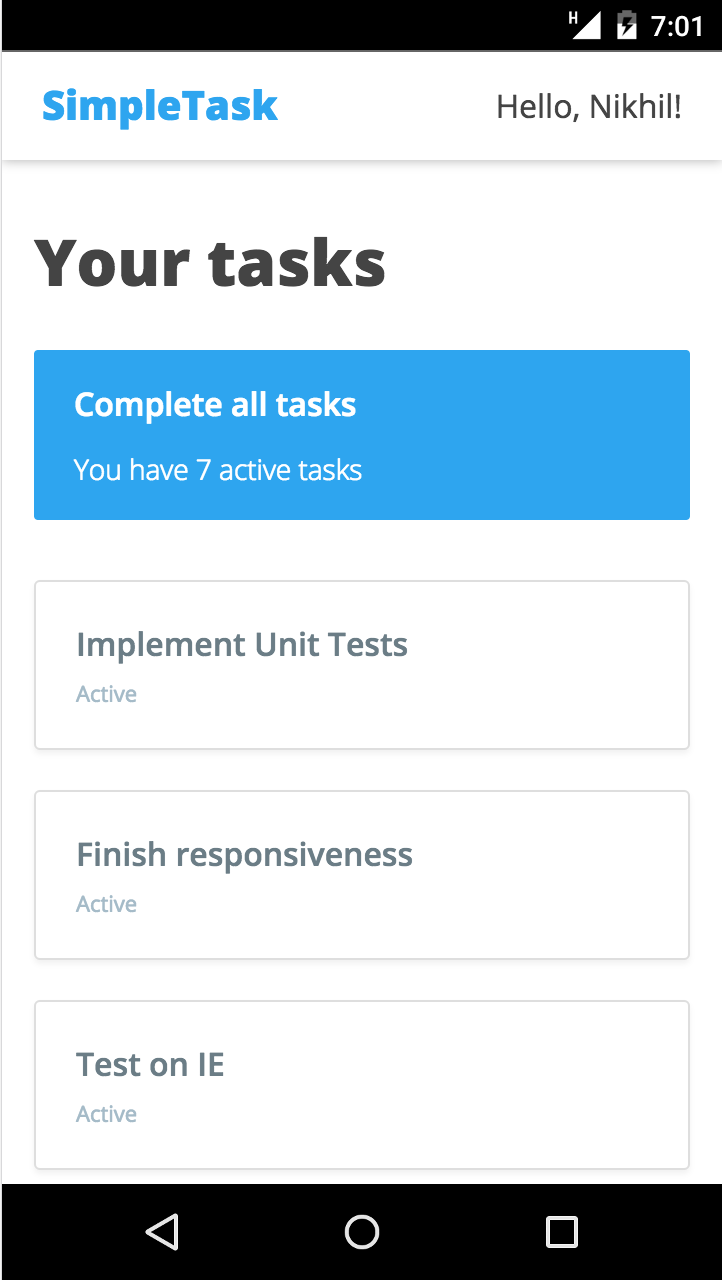 H 7:01
SimpleTask Hello, Nikhil!
Your tasks
Complete all tasks
You have 7 active tasks
Implement Unit Tests
Active
Finish responsiveness
Active
Test on IE
Active